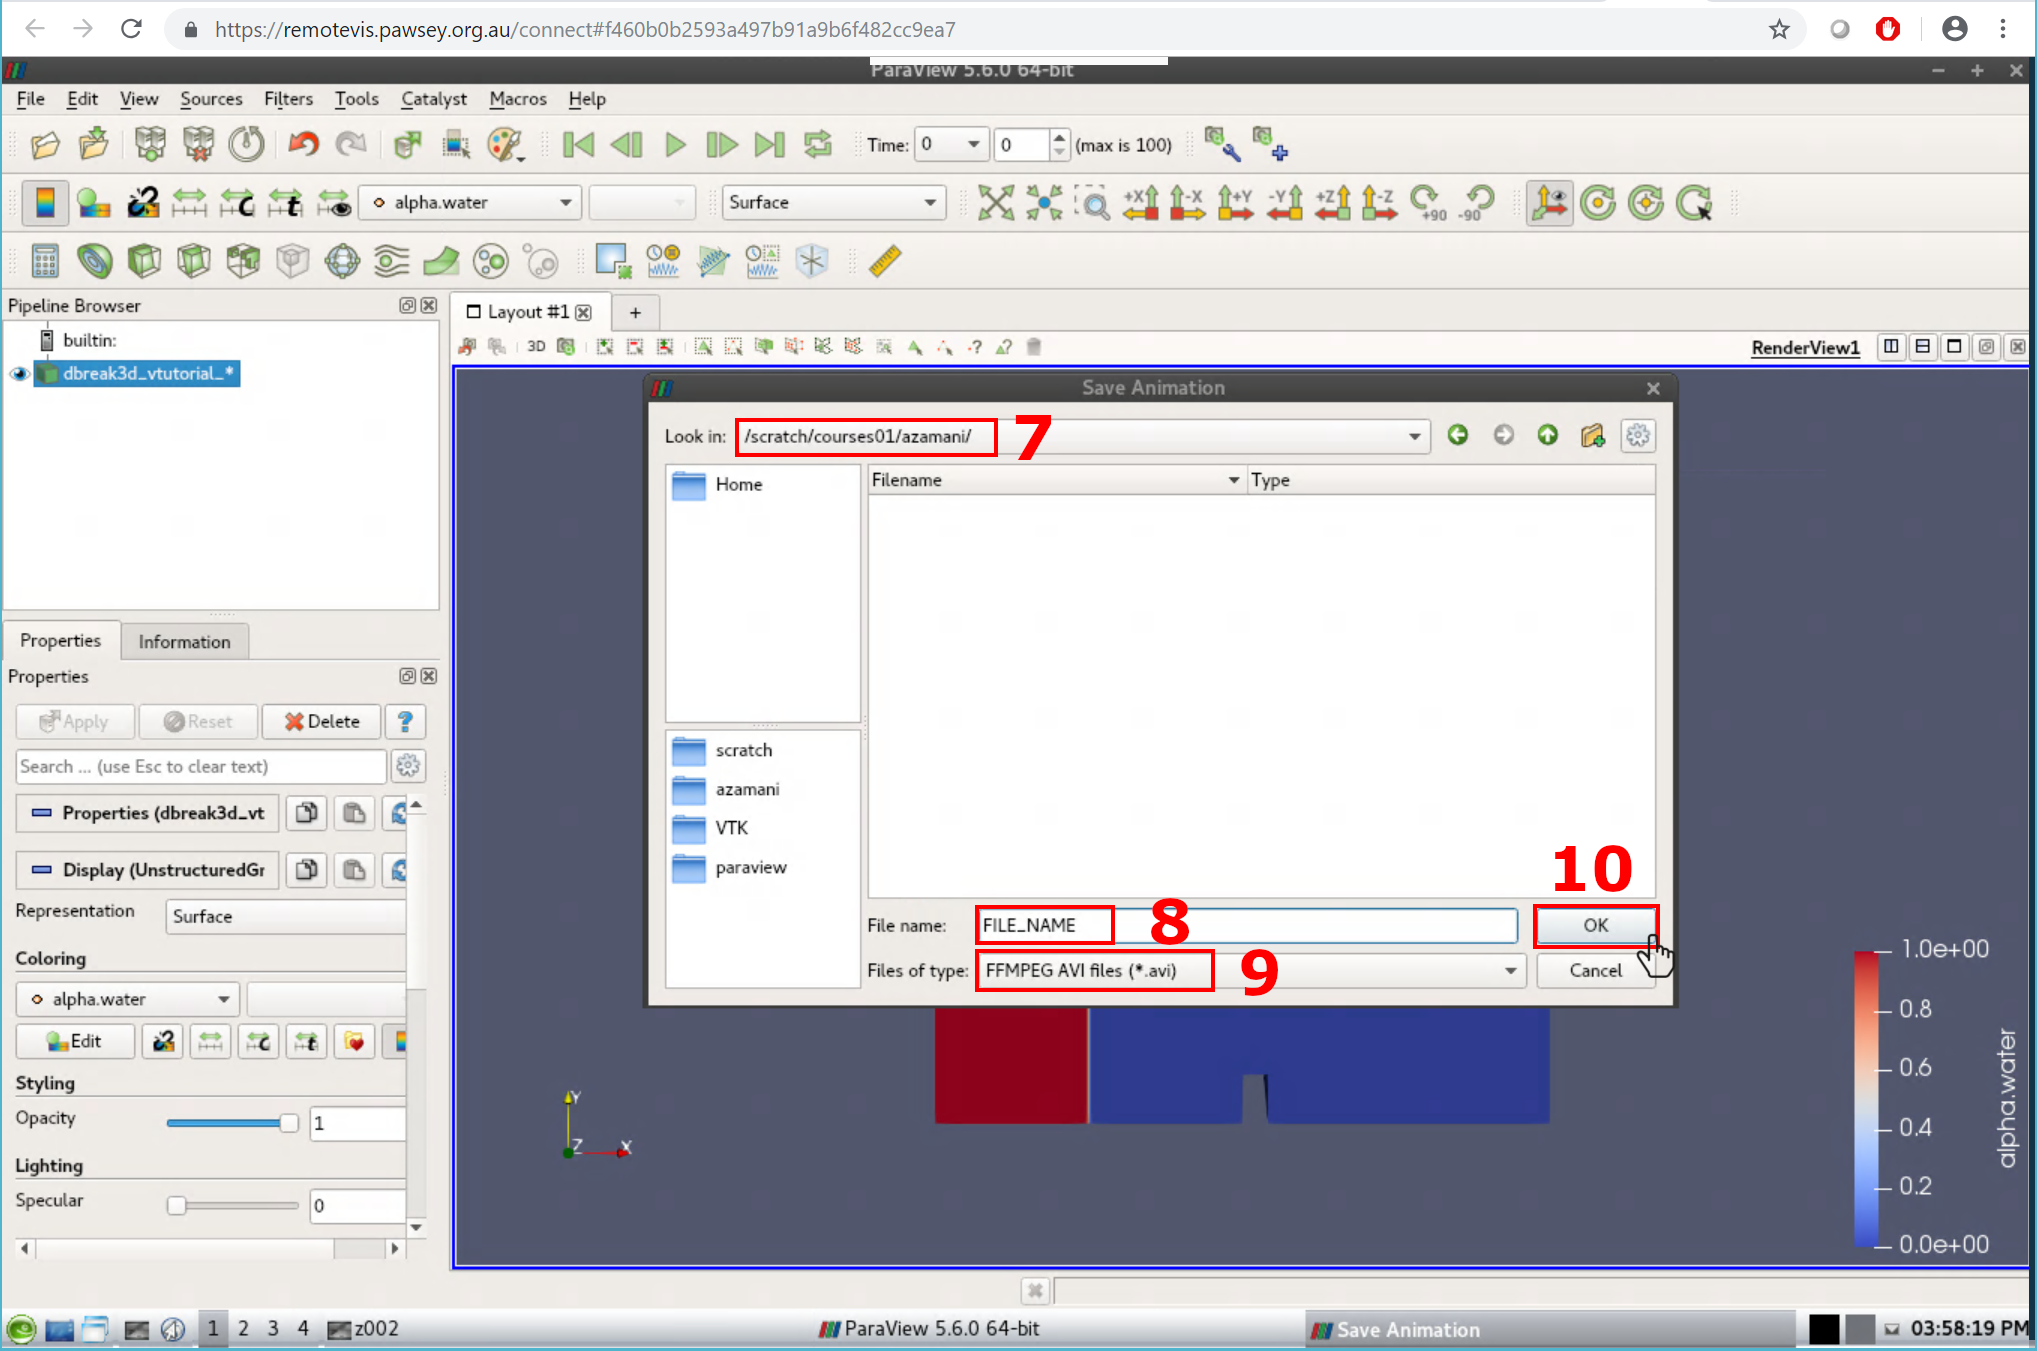 https://remotevis.pawsey.org.au/connect#f460b0b2593a497b91a9b6f482cc9ea7
ParaView 5.6.0 64-bit
File Edit View Sources Filters Tools Catalyst Macros Help
Time: 0 0 (max is 100)
alpha.water Surface +X -X +Y -Y +Z -Z +90 -90
Pipeline Browser
builtin:
dbreak3d_vtutorial_*
Layout #1 +
3D
RenderView1
Save Animation
Look in: /scratch/courses01/azamani/ 7
Home
Filename Type
scratch
azamani
VTK
paraview
10
File name: FILE_NAME 8 OK
Files of type: FFMPEG AVI files (*.avi) 9 Cancel
Properties Information
Properties
Apply Reset Delete ?
Search ... (use Esc to clear text)
Properties (dbreak3d_vt
Display (UnstructuredGr
Representation Surface
Coloring
alpha.water
Edit
Styling
Opacity 1
Lighting
Specular 0
Y
Z X
1.0e+00
0.8
0.6
0.4
0.2
0.0e+00
alpha.water
1 2 3 4 z002 ParaView 5.6.0 64-bit Save Animation 03:58:19 PM